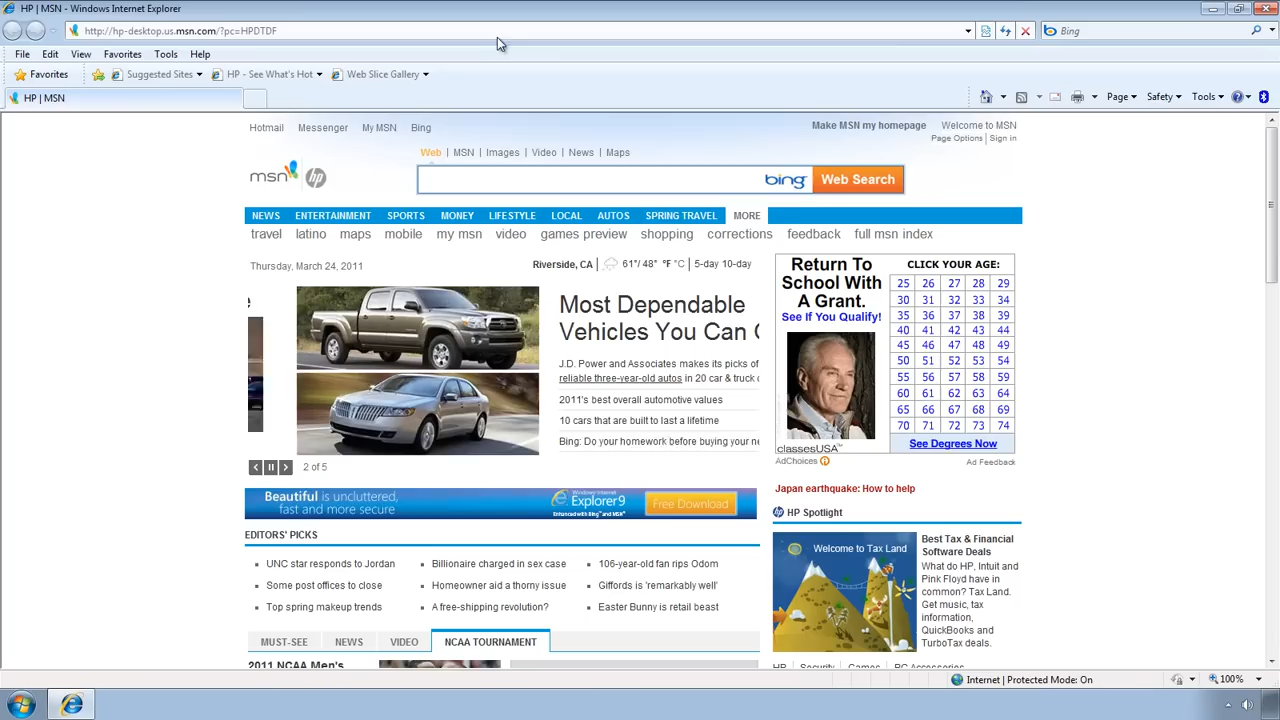 HP | MSN - Windows Internet Explorer
http://hp-desktop.us.msn.com/?pc=HPDTDF
Bing
File Edit View Favorites Tools Help
Favorites Suggested Sites HP - See What's Hot Web Slice Gallery
HP | MSN
Page Safety Tools
Hotmail Messenger My MSN Bing
Make MSN my homepage Welcome to MSN
Page Options | Sign in
Web | MSN | Images | Video | News | Maps
msn hp
bing Web Search
NEWS ENTERTAINMENT SPORTS MONEY LIFESTYLE LOCAL AUTOS SPRING TRAVEL MORE
travel latino maps mobile my msn video games preview shopping corrections feedback full msn index
Thursday, March 24, 2011
Riverside, CA | 61°/ 48° °F °C | 5-day 10-day
Most Dependable
Vehicles You Can
J.D. Power and Associates makes its picks of
reliable three-year-old autos in 20 car & truck
2011's best overall automotive values
10 cars that are built to last a lifetime
Bing: Do your homework before buying your ne
2 of 5
Return To
School With
A Grant.
See If You Qualify!
CLICK YOUR AGE:
25 26 27 28 29
30 31 32 33 34
35 36 37 38 39
40 41 42 43 44
45 46 47 48 49
50 51 52 53 54
55 56 57 58 59
60 61 62 63 64
65 66 67 68 69
70 71 72 73 74
See Degrees Now
classesUSA™
AdChoices
Ad Feedback
Beautiful is uncluttered,
fast and more secure
Windows Internet
Explorer9
Enhanced with Bing™ and MSN®
Free Download
Japan earthquake: How to help
HP Spotlight
Welcome to Tax Land
Best Tax & Financial
Software Deals
What do HP, Intuit and
Pink Floyd have in
common? Tax Land.
Get music, tax
information,
QuickBooks and
TurboTax deals.
HP Security Games PC Accessories
EDITORS' PICKS
UNC star responds to Jordan
Some post offices to close
Top spring makeup trends
Billionaire charged in sex case
Homeowner aid a thorny issue
A free-shipping revolution?
106-year-old fan rips Odom
Giffords is 'remarkably well'
Easter Bunny is retail beast
MUST-SEE NEWS VIDEO NCAA TOURNAMENT
2011 NCAA Men's
Internet | Protected Mode: On
100%